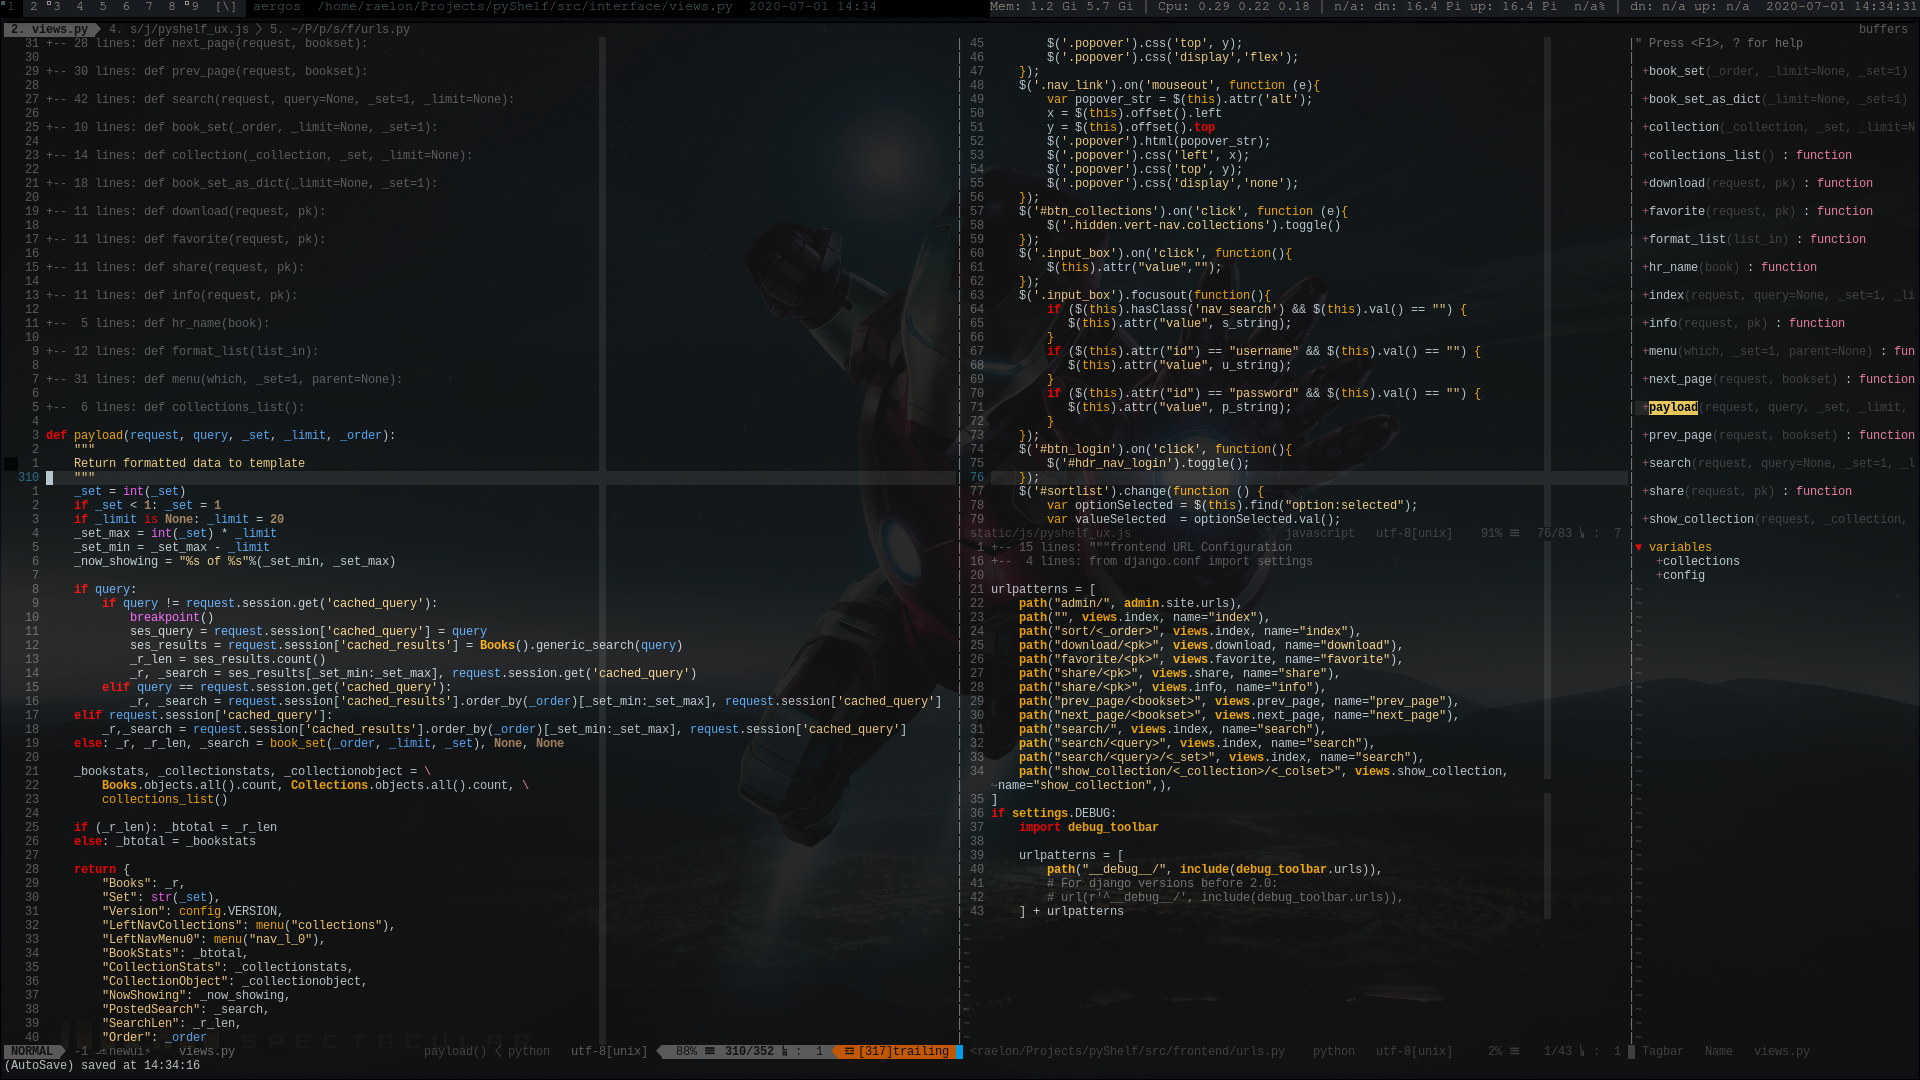 1 2 3 4 5 6 7 8 9 [\] aergos /home/raelon/Projects/pyShelf/src/interface/views.py 2020-07-01 14:34
Mem: 1.2 Gi 5.7 Gi | Cpu: 0.29 0.22 0.18 | n/a: dn: 16.4 Pi up: 16.4 Pi n/a% | dn: n/a up: n/a 2020-07-01 14:34:31
2. views.py 4. s/j/pyshelf_ux.js 5. ~/P/p/s/f/urls.py
buffers
31 +-- 28 lines: def next_page(request, bookset):
30
29 +-- 30 lines: def prev_page(request, bookset):
28
27 +-- 42 lines: def search(request, query=None, _set=1, _limit=None):
26
25 +-- 10 lines: def book_set(_order, _limit=None, _set=1):
24
23 +-- 14 lines: def collection(_collection, _set, _limit=None):
22
21 +-- 18 lines: def book_set_as_dict(_limit=None, _set=1):
20
19 +-- 11 lines: def download(request, pk):
18
17 +-- 11 lines: def favorite(request, pk):
16
15 +-- 11 lines: def share(request, pk):
14
13 +-- 11 lines: def info(request, pk):
12
11 +--  5 lines: def hr_name(book):
10
9 +-- 12 lines: def format_list(list_in):
8
7 +-- 31 lines: def menu(which, _set=1, parent=None):
6
5 +--  6 lines: def collections_list():
4
3 def payload(request, query, _set, _limit, _order):
2     """
1     Return formatted data to template
310     """
1     _set = int(_set)
2     if _set < 1: _set = 1
3     if _limit is None: _limit = 20
4     _set_max = int(_set) * _limit
5     _set_min = _set_max - _limit
6     _now_showing = "%s of %s"%(_set_min, _set_max)
7
8     if query:
9         if query != request.session.get('cached_query'):
10             breakpoint()
11             ses_query = request.session['cached_query'] = query
12             ses_results = request.session['cached_results'] = Books().generic_search(query)
13             _r_len = ses_results.count()
14             _r, _search = ses_results[_set_min:_set_max], request.session.get('cached_query')
15         elif query == request.session.get('cached_query'):
16             _r, _search = request.session['cached_results'].order_by(_order)[_set_min:_set_max], request.session['cached_query']
17     elif request.session['cached_query']:
18         _r,_search = request.session['cached_results'].order_by(_order)[_set_min:_set_max], request.session['cached_query']
19     else: _r, _r_len, _search = book_set(_order, _limit, _set), None, None
20
21     _bookstats, _collectionstats, _collectionobject = \
22         Books.objects.all().count, Collections.objects.all().count, \
23         collections_list()
24
25     if (_r_len): _btotal = _r_len
26     else: _btotal = _bookstats
27
28     return {
29         "Books": _r,
30         "Set": str(_set),
31         "Version": config.VERSION,
32         "LeftNavCollections": menu("collections"),
33         "LeftNavMenu0": menu("nav_l_0"),
34         "BookStats": _btotal,
35         "CollectionStats": _collectionstats,
36         "CollectionObject": _collectionobject,
37         "NowShowing": _now_showing,
38         "PostedSearch": _search,
39         "SearchLen": _r_len,
40         "Order": _order
NORMAL -1 newui views.py payload() python utf-8[unix] 88% 310/352 : 1 [317]trailing
(AutoSave) saved at 14:34:16
45         $('.popover').css('top', y);
46         $('.popover').css('display','flex');
47     });
48     $('.nav_link').on('mouseout', function (e){
49         var popover_str = $(this).attr('alt');
50         x = $(this).offset().left
51         y = $(this).offset().top
52         $('.popover').html(popover_str);
53         $('.popover').css('left', x);
54         $('.popover').css('top', y);
55         $('.popover').css('display','none');
56     });
57     $('#btn_collections').on('click', function (e){
58         $('.hidden.vert-nav.collections').toggle()
59     });
60     $('.input_box').on('click', function(){
61         $(this).attr("value","");
62     });
63     $('.input_box').focusout(function(){
64         if ($(this).hasClass('nav_search') && $(this).val() == "") {
65            $(this).attr("value", s_string);
66         }
67         if ($(this).attr("id") == "username" && $(this).val() == "") {
68            $(this).attr("value", u_string);
69         }
70         if ($(this).attr("id") == "password" && $(this).val() == "") {
71            $(this).attr("value", p_string);
72         }
73     });
74     $('#btn_login').on('click', function(){
75         $('#hdr_nav_login').toggle();
76     });
77     $('#sortlist').change(function () {
78         var optionSelected = $(this).find("option:selected");
79         var valueSelected  = optionSelected.val();
static/js/pyshelf_ux.js javascript utf-8[unix] 91% 76/83 : 7
1 +-- 15 lines: """frontend URL Configuration
16 +--  4 lines: from django.conf import settings
20
21 urlpatterns = [
22     path("admin/", admin.site.urls),
23     path("", views.index, name="index"),
24     path("sort/<_order>", views.index, name="index"),
25     path("download/<pk>", views.download, name="download"),
26     path("favorite/<pk>", views.favorite, name="favorite"),
27     path("share/<pk>", views.share, name="share"),
28     path("share/<pk>", views.info, name="info"),
29     path("prev_page/<bookset>", views.prev_page, name="prev_page"),
30     path("next_page/<bookset>", views.next_page, name="next_page"),
31     path("search/", views.index, name="search"),
32     path("search/<query>", views.index, name="search"),
33     path("search/<query>/<_set>", views.index, name="search"),
34     path("show_collection/<_collection>/<_colset>", views.show_collection,
name="show_collection",),
35 ]
36 if settings.DEBUG:
37     import debug_toolbar
38
39     urlpatterns = [
40         path("__debug__/", include(debug_toolbar.urls)),
41         # For django versions before 2.0:
42         # url(r'^__debug__/', include(debug_toolbar.urls)),
43     ] + urlpatterns
<raelon/Projects/pyShelf/src/frontend/urls.py python utf-8[unix] 2% 1/43 : 1
" Press <F1>, ? for help
+book_set(_order, _limit=None, _set=1)
+book_set_as_dict(_limit=None, _set=1)
+collection(_collection, _set, _limit=N
+collections_list() : function
+download(request, pk) : function
+favorite(request, pk) : function
+format_list(list_in) : function
+hr_name(book) : function
+index(request, query=None, _set=1, _li
+info(request, pk) : function
+menu(which, _set=1, parent=None) : fun
+next_page(request, bookset) : function
+payload(request, query, _set, _limit,
+prev_page(request, bookset) : function
+search(request, query=None, _set=1, _l
+share(request, pk) : function
+show_collection(request, _collection,
▼ variables
+collections
+config
Tagbar Name views.py